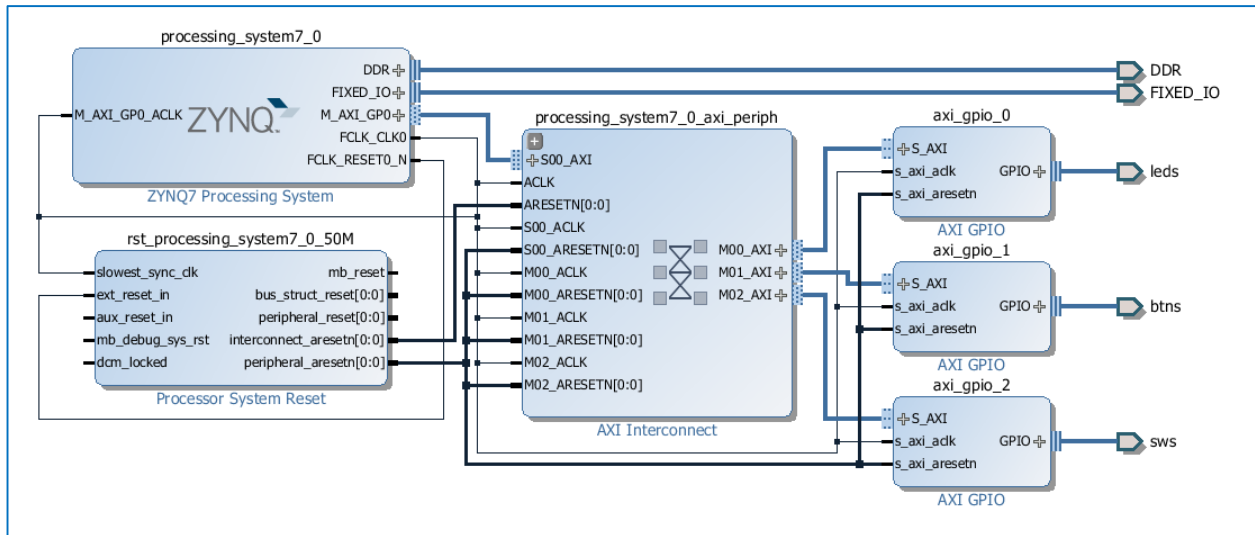 processing_system7_0
DDR
FIXED_IO
M_AXI_GP0_ACLK
ZYNQ
M_AXI_GP0
FCLK_CLK0
FCLK_RESET0_N
ZYNQ7 Processing System
rst_processing_system7_0_50M
slowest_sync_clk
mb_reset
ext_reset_in
bus_struct_reset[0:0]
aux_reset_in
peripheral_reset[0:0]
mb_debug_sys_rst
interconnect_aresetn[0:0]
dcm_locked
peripheral_aresetn[0:0]
Processor System Reset
processing_system7_0_axi_periph
S00_AXI
ACLK
ARESETN[0:0]
S00_ACLK
S00_ARESETN[0:0]
M00_ACLK
M00_ARESETN[0:0]
M01_ACLK
M01_ARESETN[0:0]
M02_ACLK
M02_ARESETN[0:0]
M00_AXI
M01_AXI
M02_AXI
AXI Interconnect
axi_gpio_0
S_AXI
s_axi_aclk
GPIO
s_axi_aresetn
AXI GPIO
axi_gpio_1
S_AXI
s_axi_aclk
GPIO
s_axi_aresetn
AXI GPIO
axi_gpio_2
S_AXI
s_axi_aclk
GPIO
s_axi_aresetn
AXI GPIO
DDR
FIXED_IO
leds
btns
sws